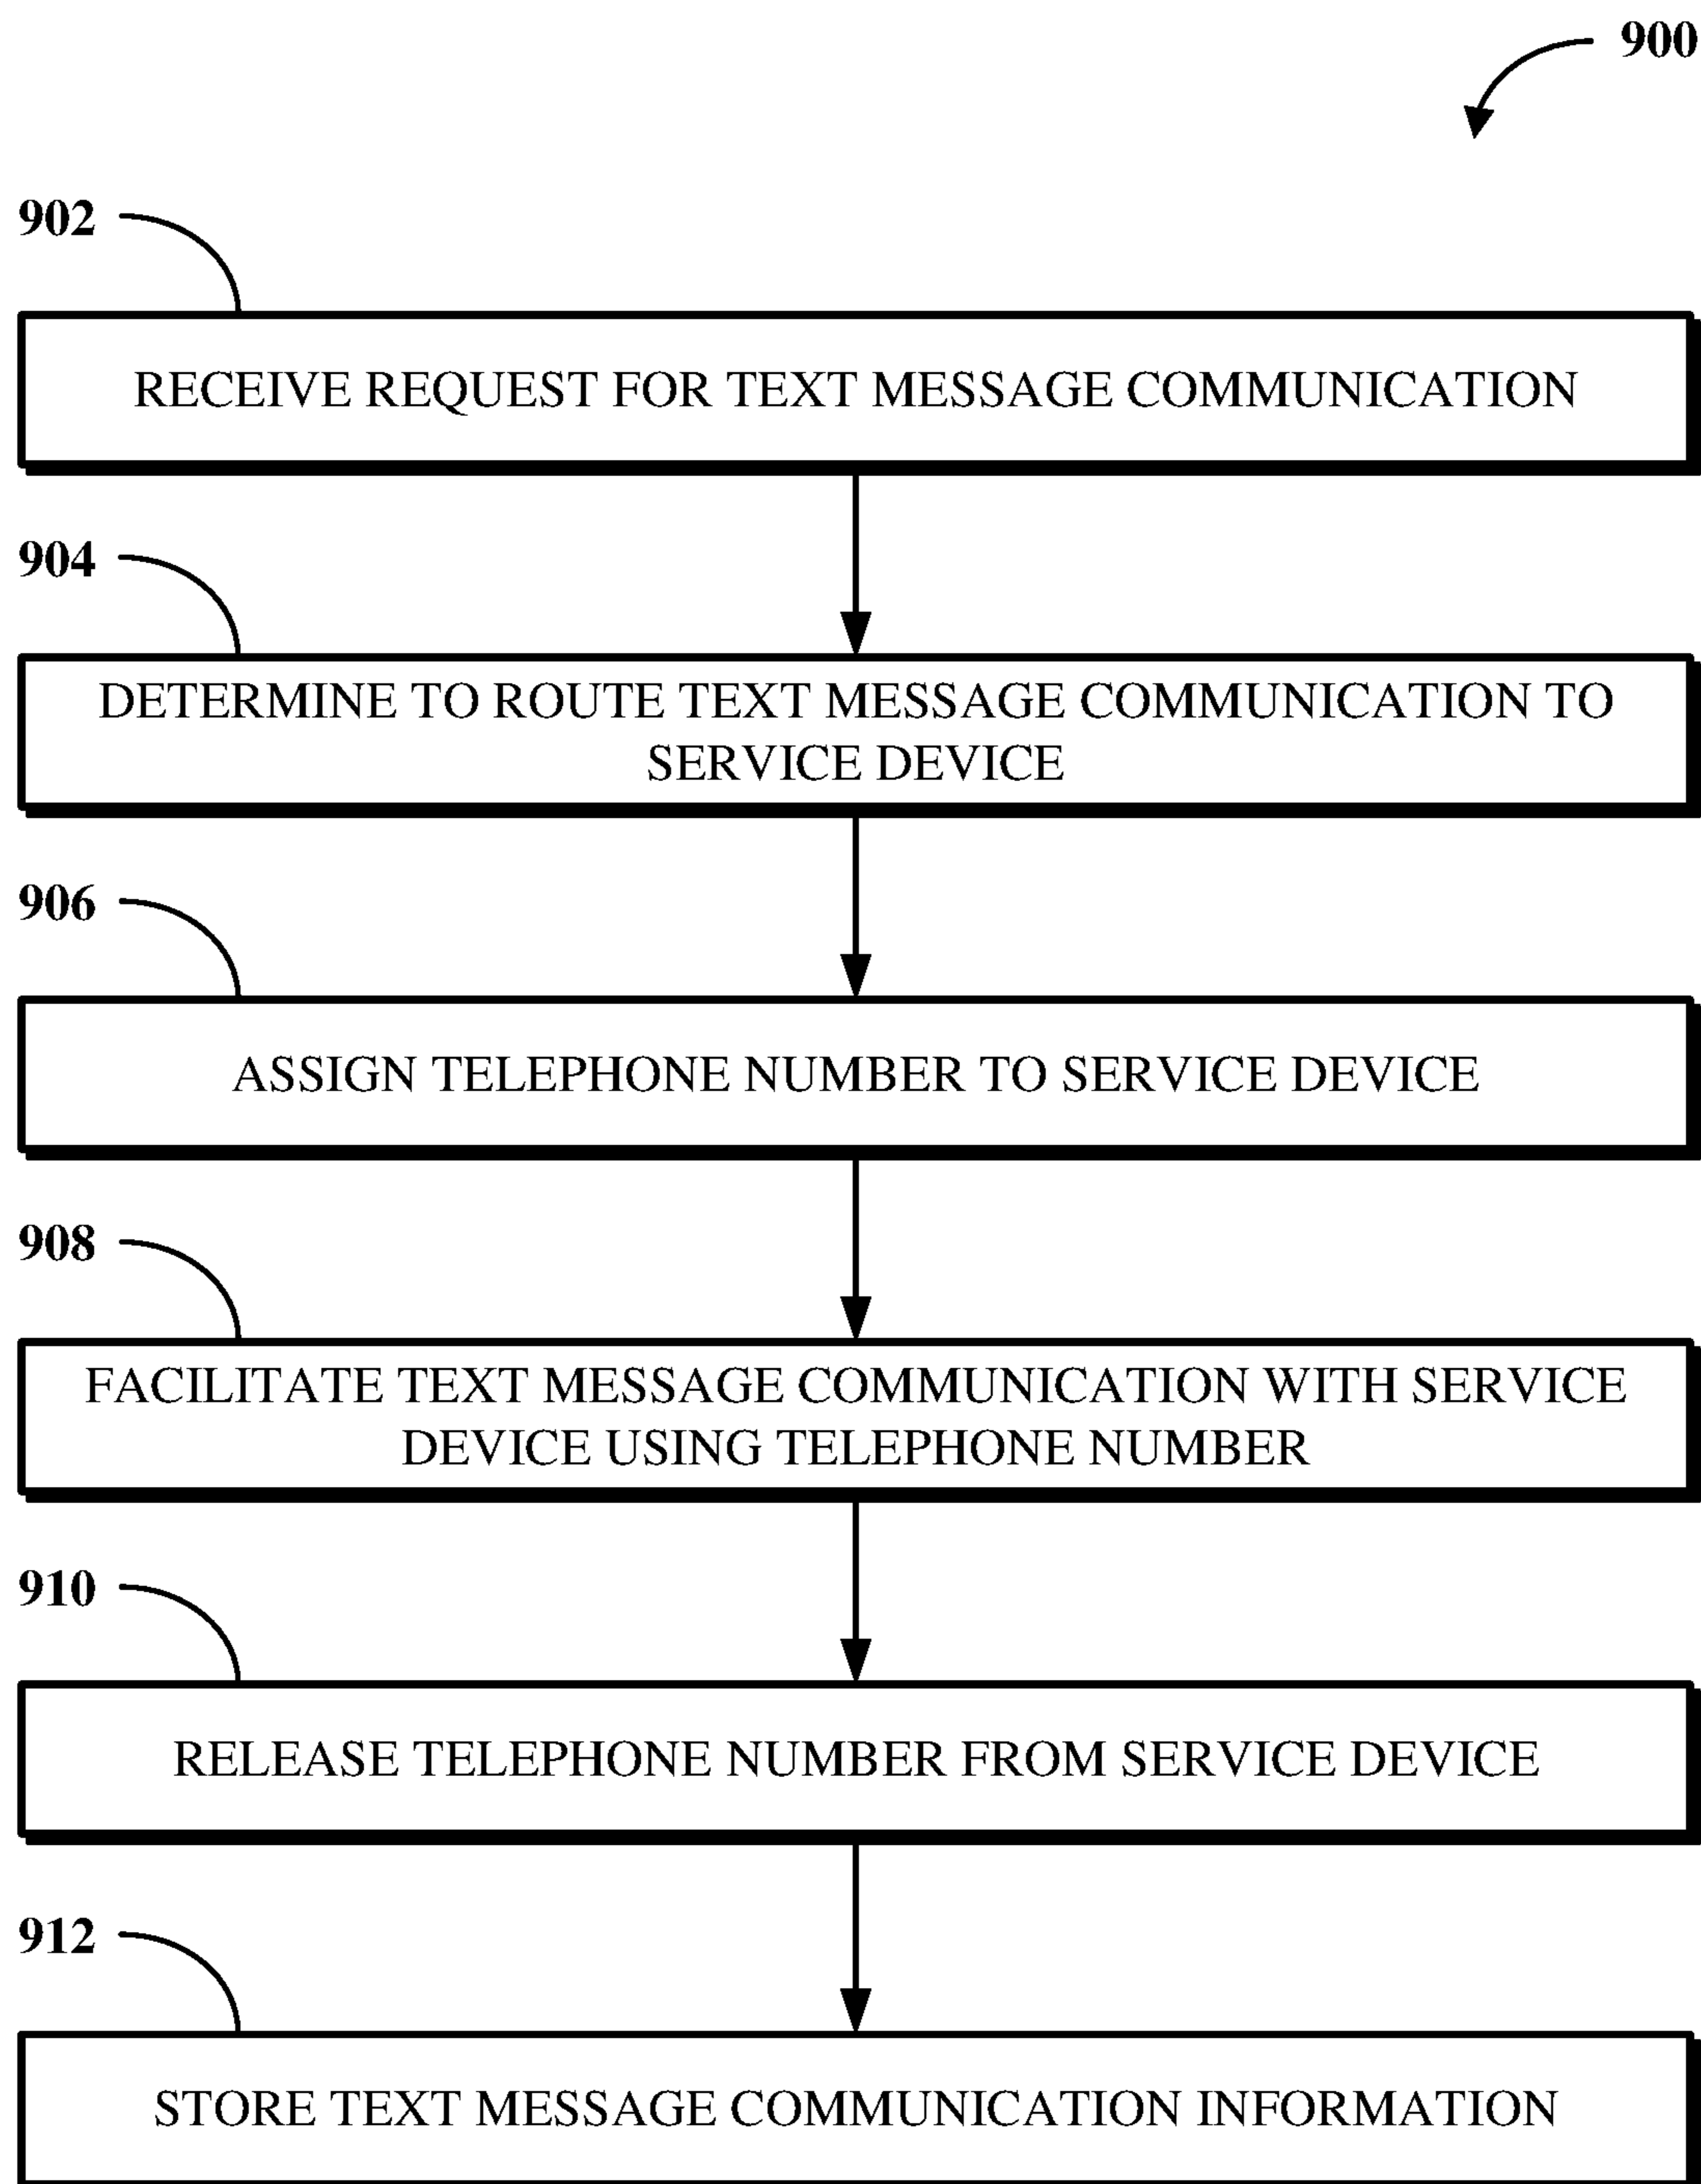 900
902
RECEIVE REQUEST FOR TEXT MESSAGE COMMUNICATION
904
DETERMINE TO ROUTE TEXT MESSAGE COMMUNICATION TO
SERVICE DEVICE
906
ASSIGN TELEPHONE NUMBER TO SERVICE DEVICE
908
FACILITATE TEXT MESSAGE COMMUNICATION WITH SERVICE
DEVICE USING TELEPHONE NUMBER
910
RELEASE TELEPHONE NUMBER FROM SERVICE DEVICE
912
STORE TEXT MESSAGE COMMUNICATION INFORMATION